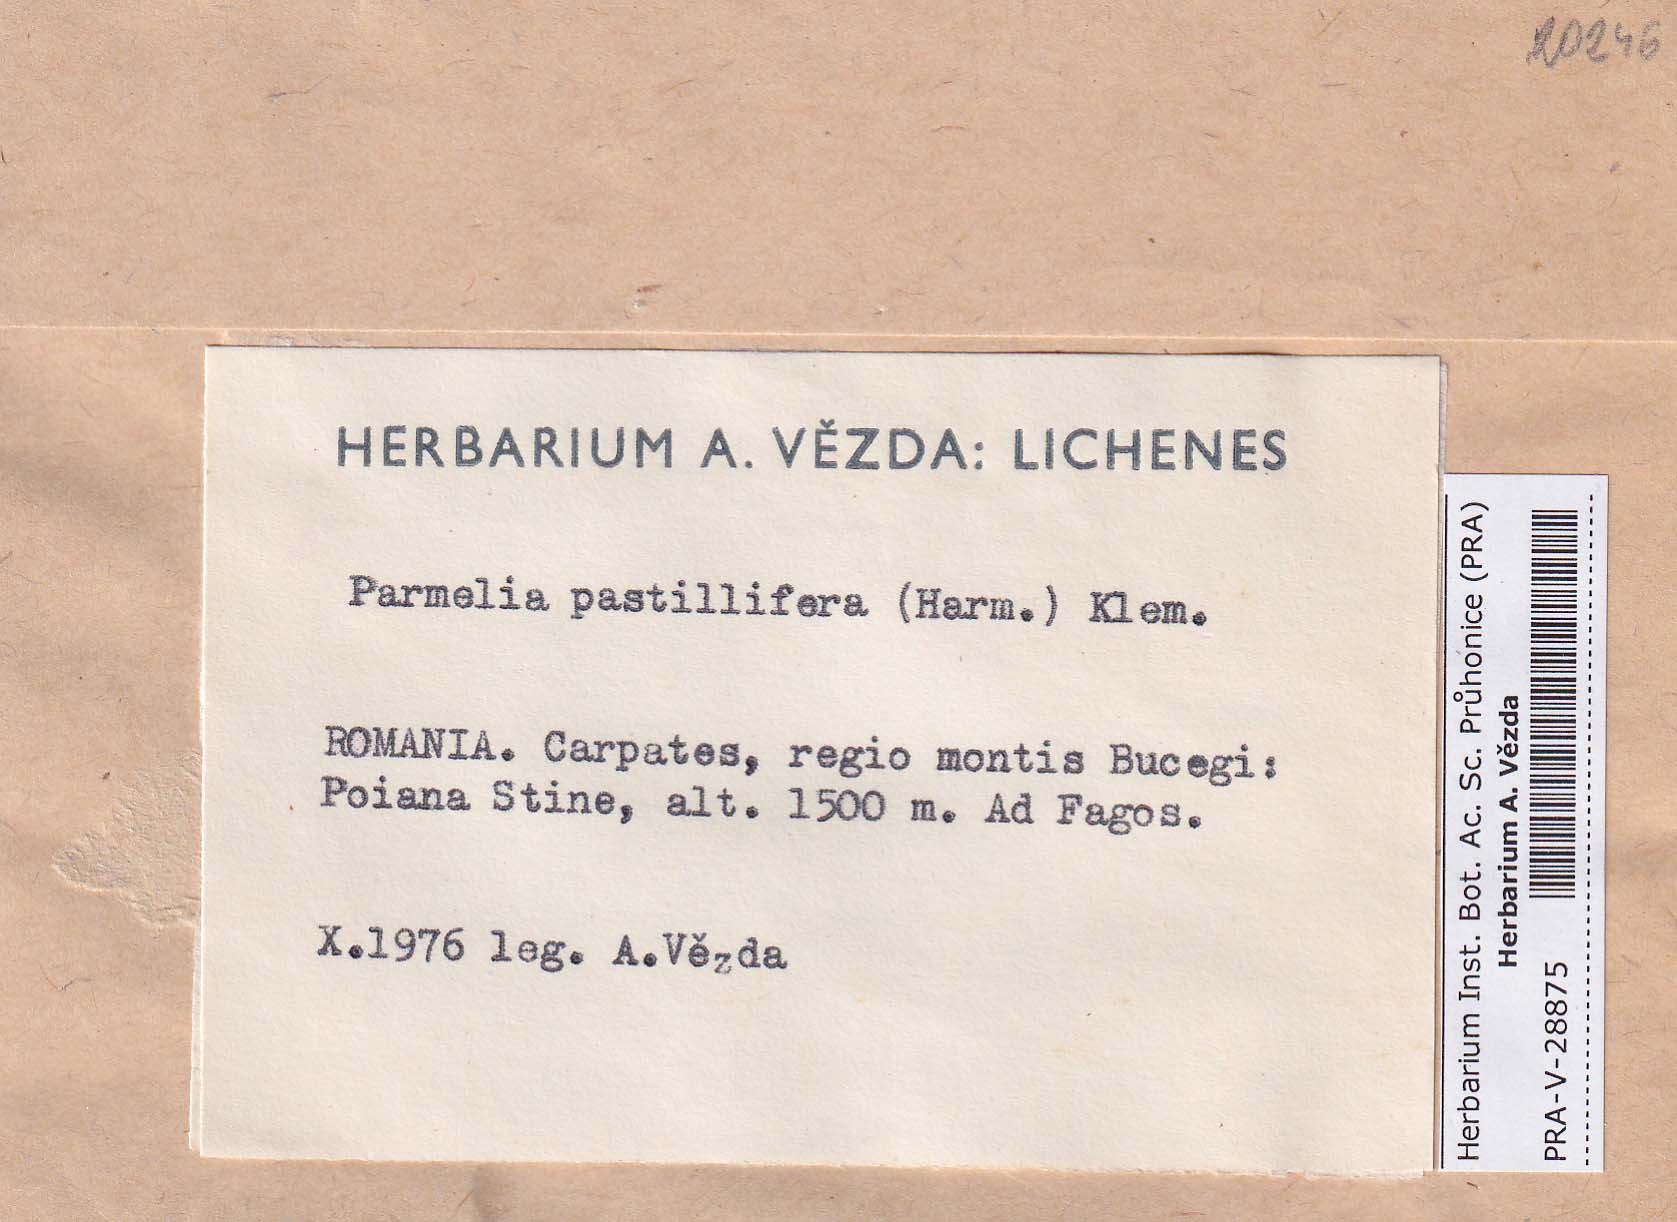 20246
HERBARIUM A. VĚZDA: LICHENES
Parmelia pastillifera (Harm.) Klem.
ROMANIA. Carpates, regio montis Bucegi:
Poiana Stine, alt. 1500 m. Ad Fagos.
X.1976 leg. A.Vězda
Herbarium Inst. Bot. Ac. Sc. Průhonice (PRA)
Herbarium A. Vězda
PRA-V-28875